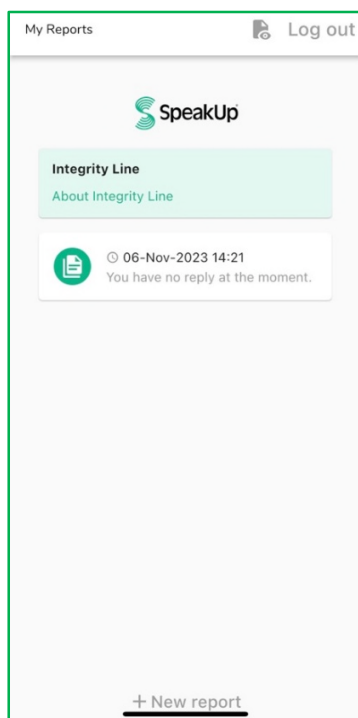 My Reports
Log out
SpeakUp
Integrity Line
About Integrity Line
06-Nov-2023 14:21
You have no reply at the moment.
+ New report